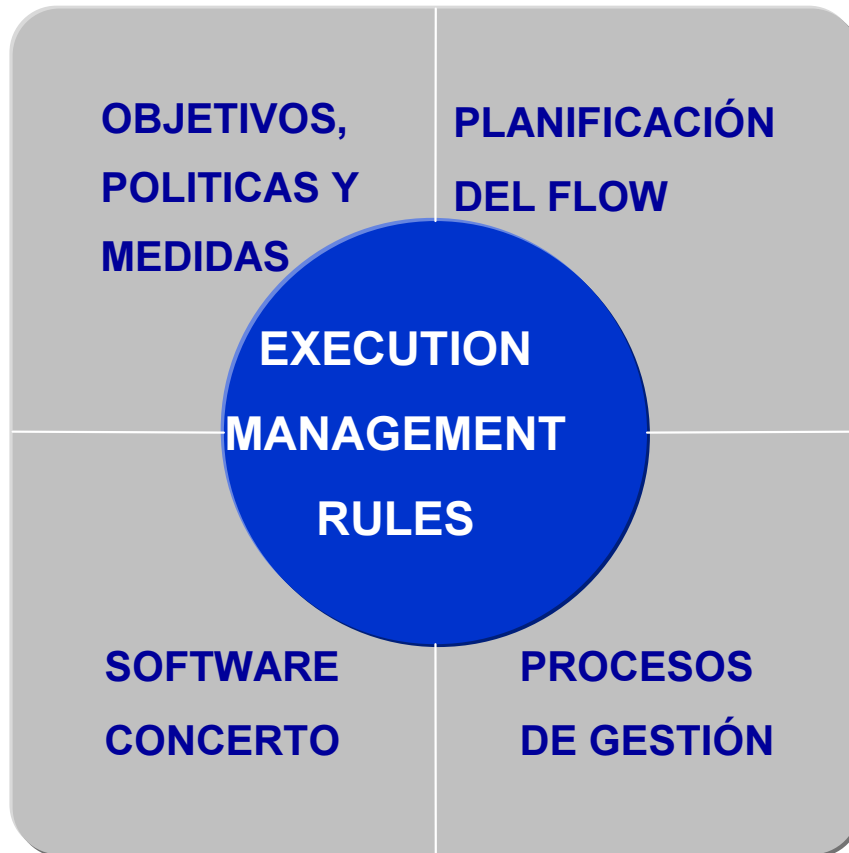 OBJETIVOS,
POLITICAS Y
MEDIDAS
PLANIFICACIÓN
DEL FLOW
EXECUTION
MANAGEMENT
RULES
SOFTWARE
CONCERTO
PROCESOS
DE GESTIÓN